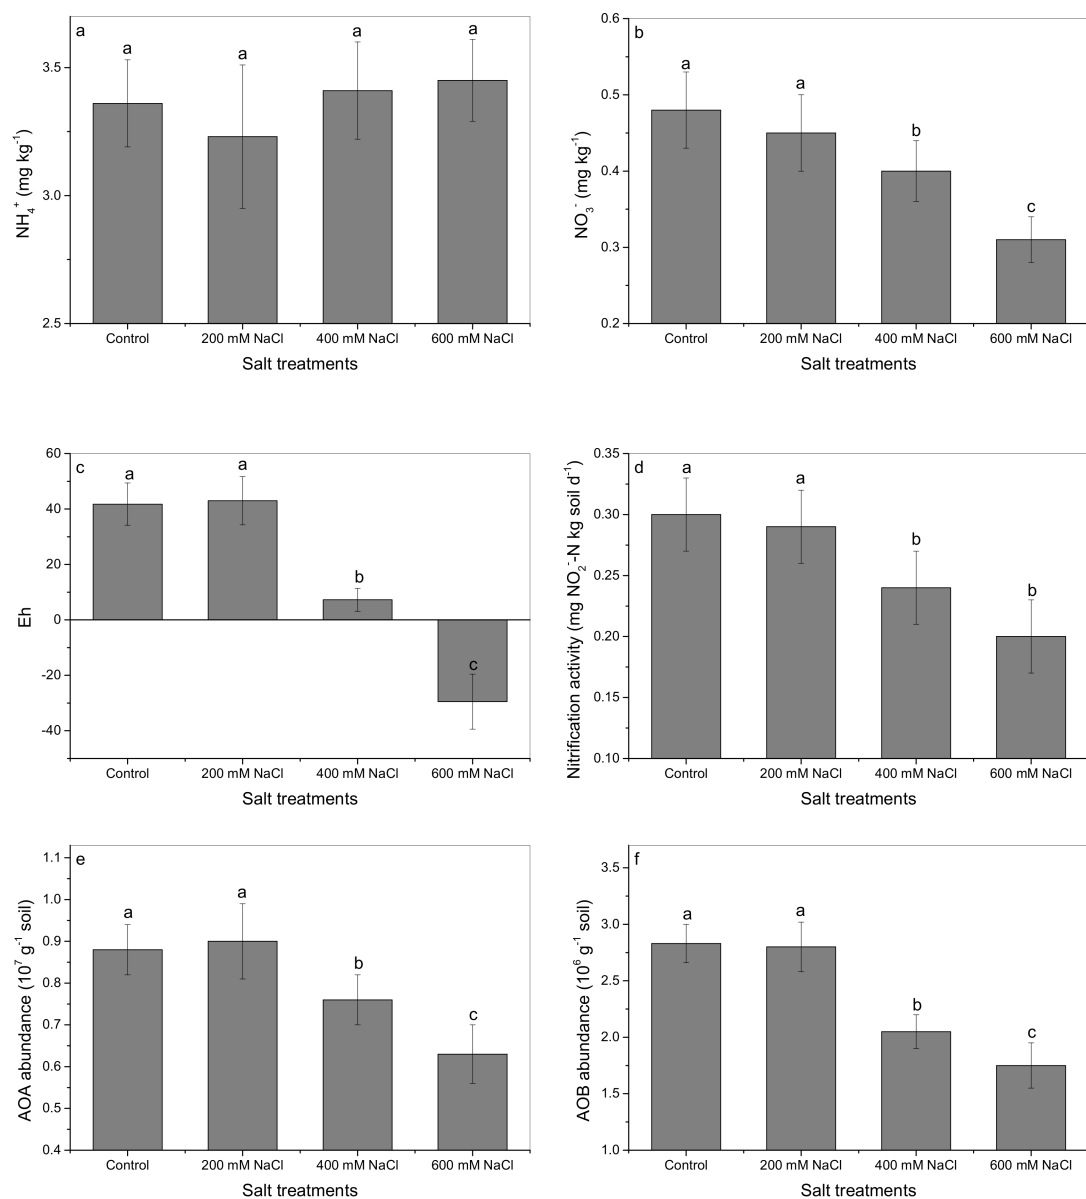 a
a a a a
3.5
3.0
2.5
NH₄⁺ (mg kg⁻¹)
Control 200 mM NaCl 400 mM NaCl 600 mM NaCl
Salt treatments
b
a a b c
0.6
0.5
0.4
0.3
0.2
NO₃⁻ (mg kg⁻¹)
Control 200 mM NaCl 400 mM NaCl 600 mM NaCl
Salt treatments
c
a a b c
60
40
20
0
-20
-40
Eh
Control 200 mM NaCl 400 mM NaCl 600 mM NaCl
Salt treatments
d
a a b b
0.35
0.30
0.25
0.20
0.15
0.10
Nitrification activity (mg NO₂⁻-N kg soil d⁻¹)
Control 200 mM NaCl 400 mM NaCl 600 mM NaCl
Salt treatments
e
a a b c
1.1
1.0
0.9
0.8
0.7
0.6
0.5
0.4
AOA abundance (10⁷ g⁻¹ soil)
Control 200 mM NaCl 400 mM NaCl 600 mM NaCl
Salt treatments
f
a a b c
3.5
3.0
2.5
2.0
1.5
1.0
AOB abundance (10⁶ g⁻¹ soil)
Control 200 mM NaCl 400 mM NaCl 600 mM NaCl
Salt treatments